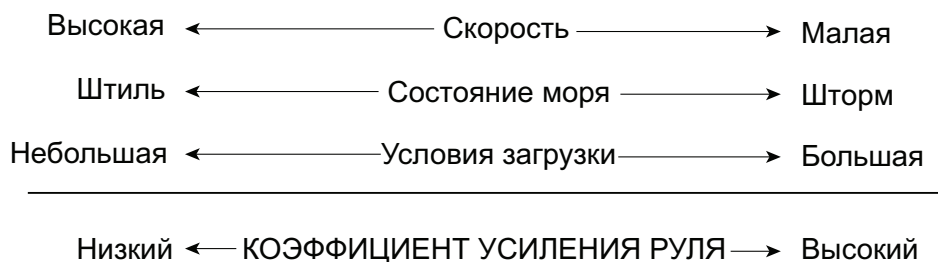 Высокая Скорость Малая
Штиль Состояние моря Шторм
Небольшая Условия загрузки Большая
Низкий КОЭФФИЦИЕНТ УСИЛЕНИЯ РУЛЯ Высокий